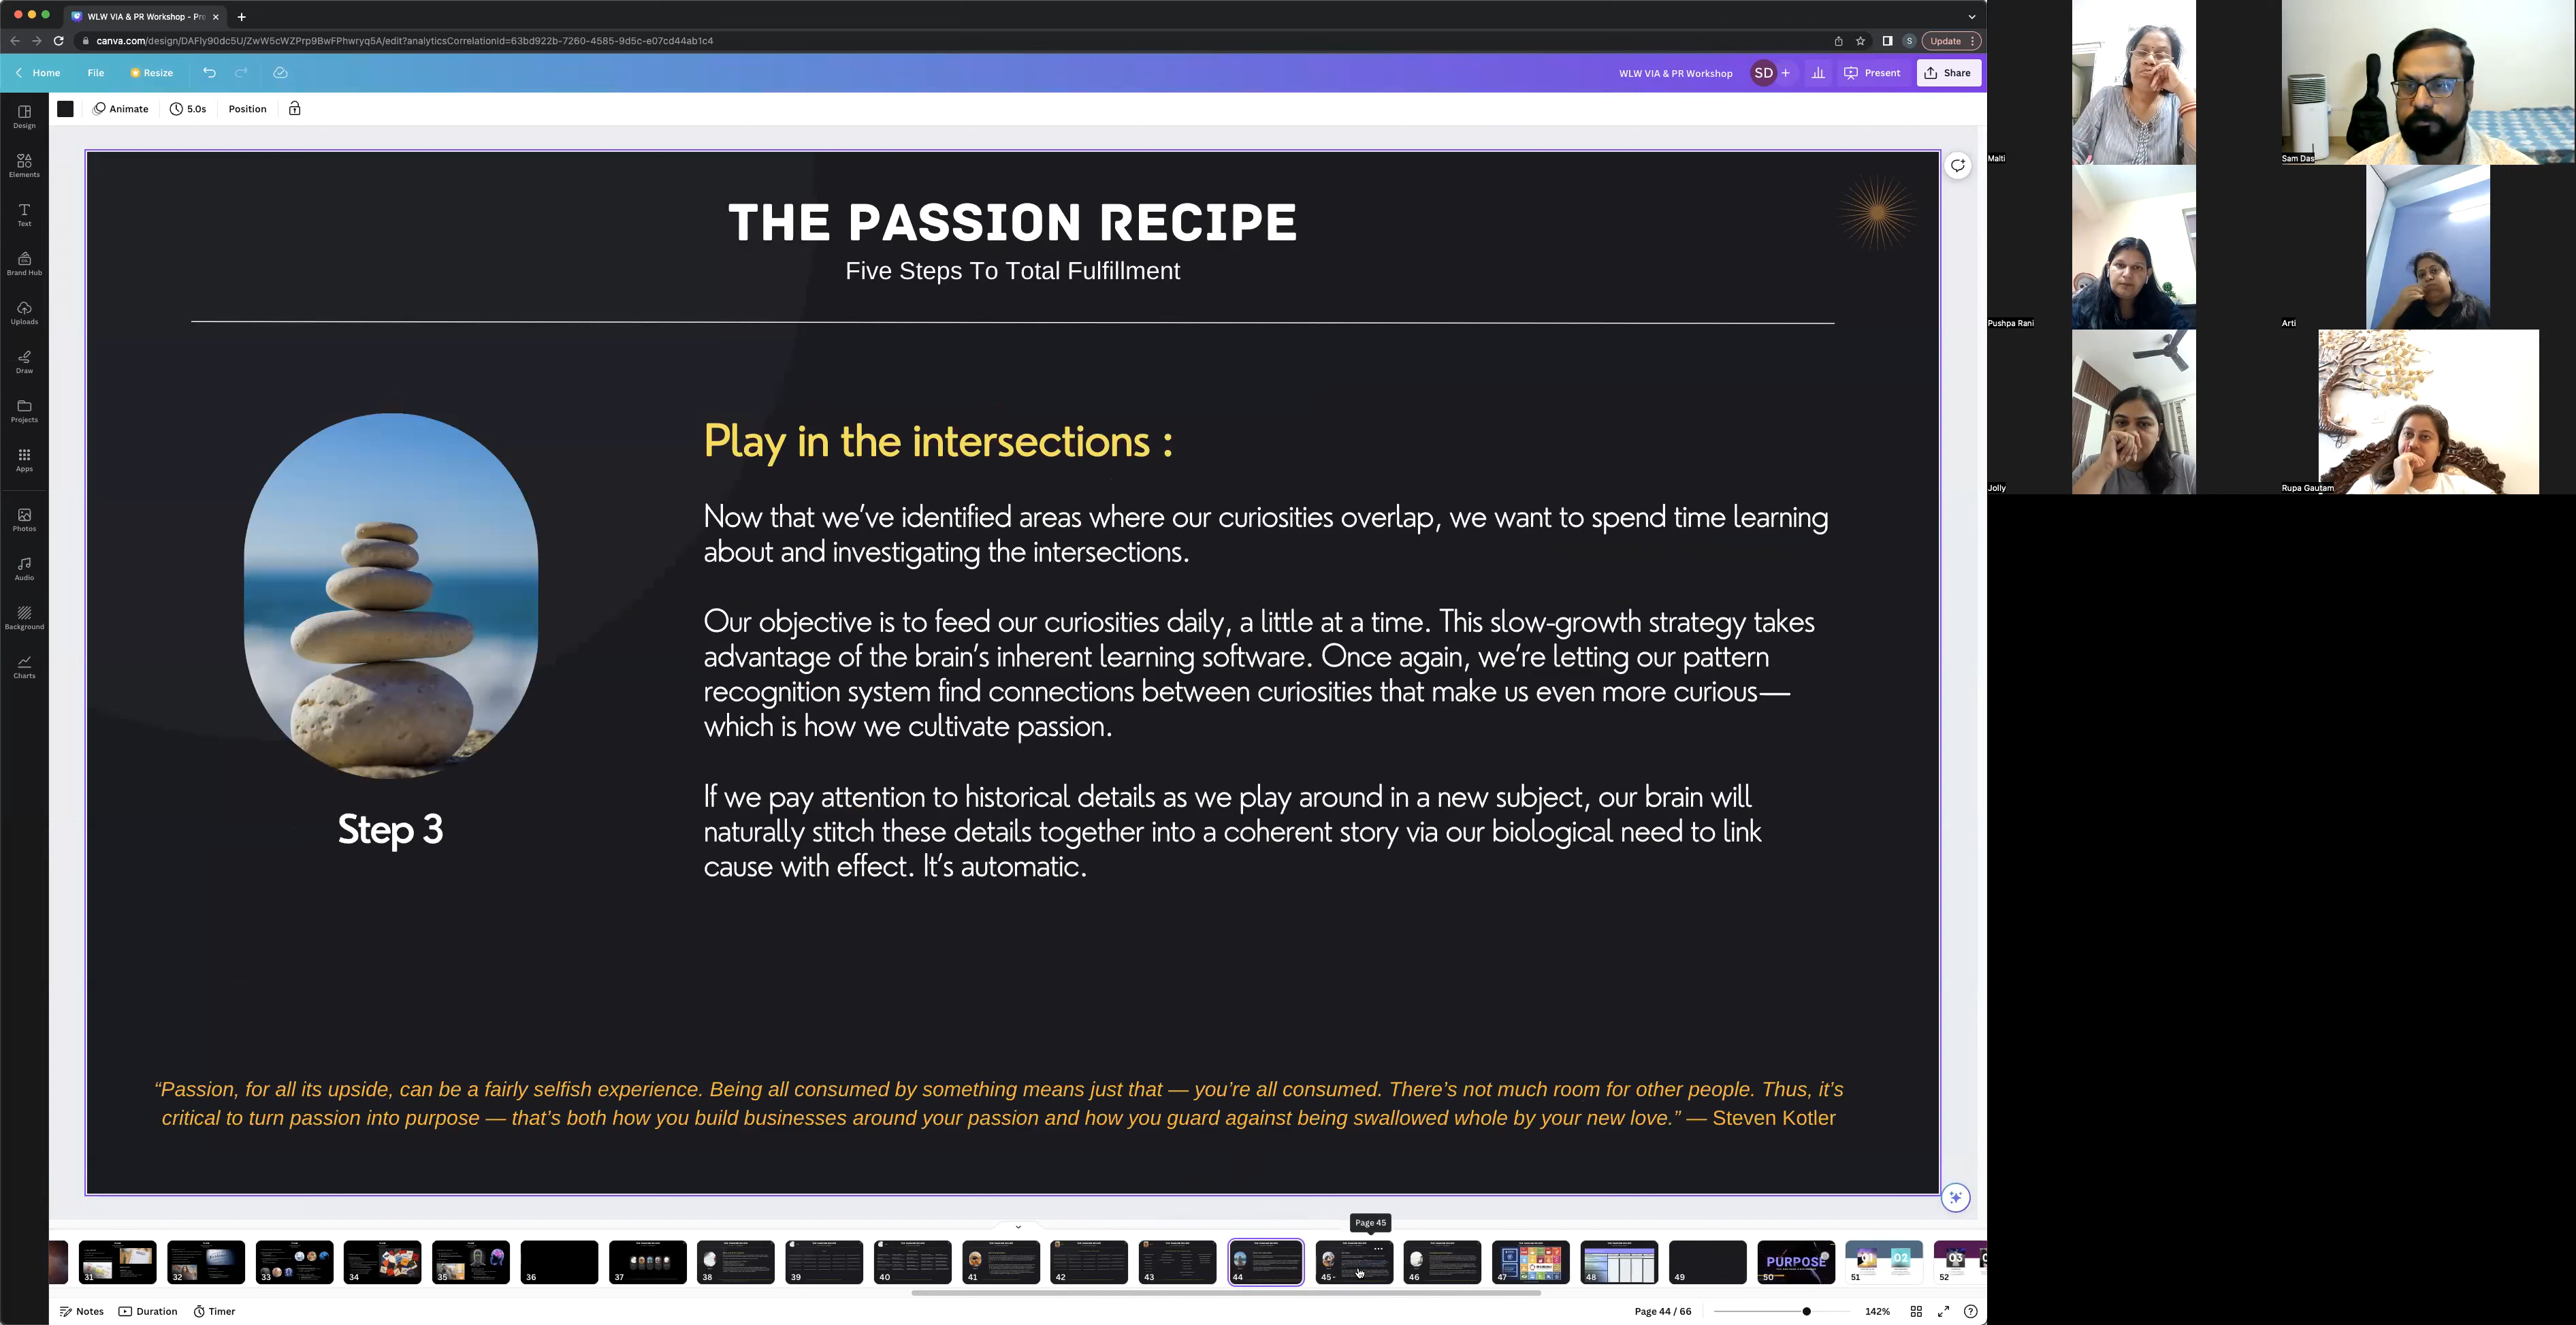 WLW VIA & PR Workshop - Pre
canva.com/design/DAFly90dc5U/ZwW5cWZPrp9BwFPhwryq5A/edit?analyticsCorrelationId=63bd922b-7260-4585-9d5c-e07cd44ab1c4
S
Update
Home
File
Resize
WLW VIA & PR Workshop
SD
Present
Share
Animate
5.0s
Position
Design
Elements
Text
Brand Hub
Uploads
Draw
Projects
Apps
Photos
Audio
Background
Charts
THE PASSION RECIPE
Five Steps To Total Fulfillment
Step 3
Play in the intersections :
Now that we've identified areas where our curiosities overlap, we want to spend time learning
about and investigating the intersections.
Our objective is to feed our curiosities daily, a little at a time. This slow-growth strategy takes
advantage of the brain's inherent learning software. Once again, we're letting our pattern
recognition system find connections between curiosities that make us even more curious—
which is how we cultivate passion.
If we pay attention to historical details as we play around in a new subject, our brain will
naturally stitch these details together into a coherent story via our biological need to link
cause with effect. It's automatic.
“Passion, for all its upside, can be a fairly selfish experience. Being all consumed by something means just that — you're all consumed. There's not much room for other people. Thus, it's
critical to turn passion into purpose — that's both how you build businesses around your passion and how you guard against being swallowed whole by your new love.” — Steven Kotler
Page 45
31
32
33
34
35
36
37
38
39
40
41
42
43
44
45 -
46
47
48
49
50
PURPOSE
51
01
02
52
03
Notes
Duration
Timer
Page 44 / 66
142%
Malti
Sam Das
Pushpa Rani
Arti
Jolly
Rupa Gautam